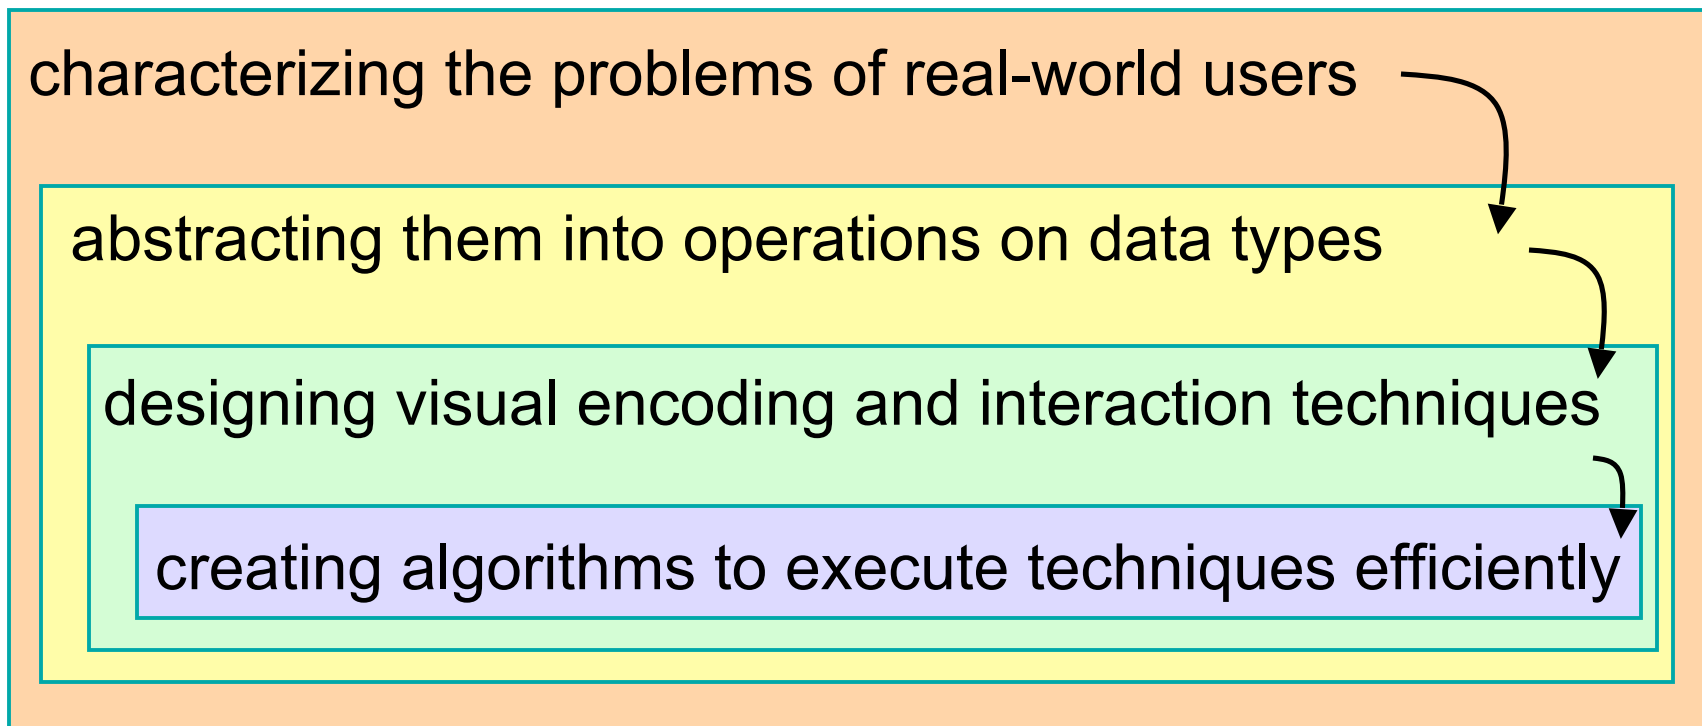 characterizing the problems of real-world users
abstracting them into operations on data types
designing visual encoding and interaction techniques
creating algorithms to execute techniques efficiently